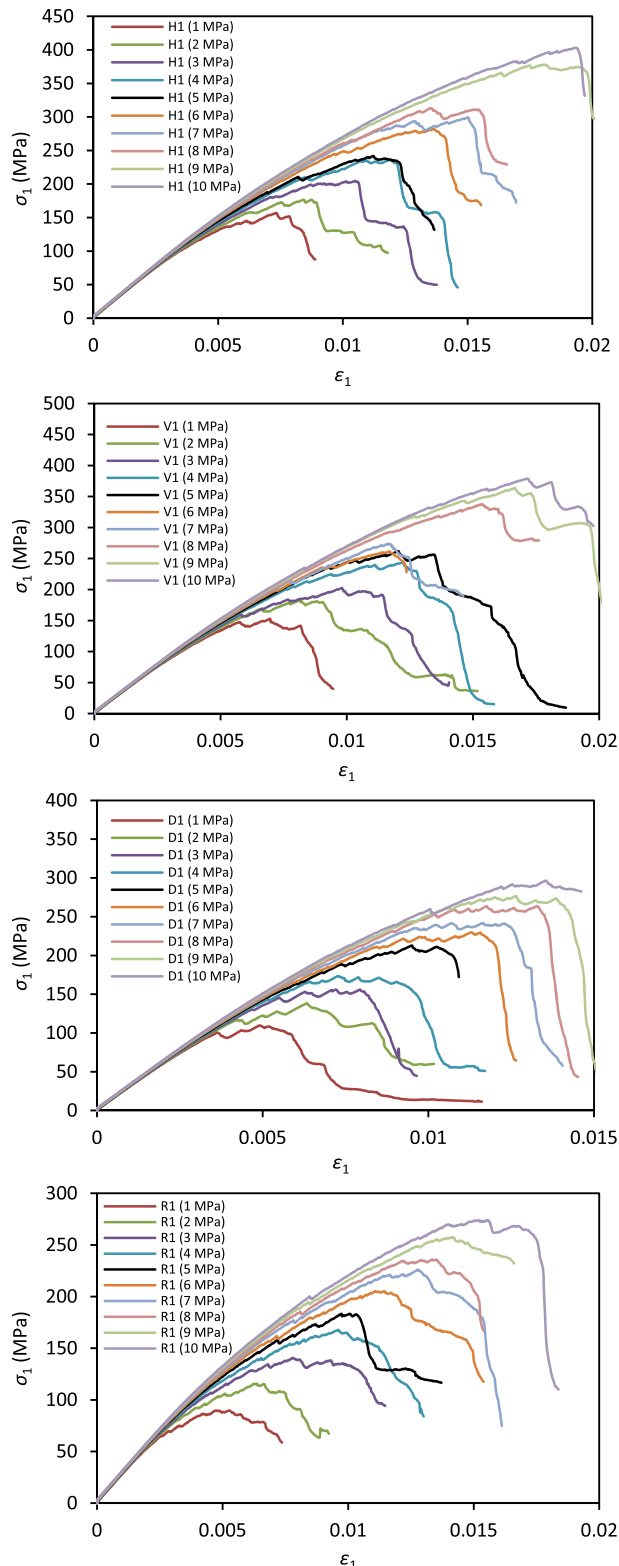 450
400
350
300
250
200
150
100
50
0
σ1 (MPa)
H1 (1 MPa)
H1 (2 MPa)
H1 (3 MPa)
H1 (4 MPa)
H1 (5 MPa)
H1 (6 MPa)
H1 (7 MPa)
H1 (8 MPa)
H1 (9 MPa)
H1 (10 MPa)
0 0.005 0.01 0.015 0.02
ε1
500
450
400
350
300
250
200
150
100
50
0
σ1 (MPa)
V1 (1 MPa)
V1 (2 MPa)
V1 (3 MPa)
V1 (4 MPa)
V1 (5 MPa)
V1 (6 MPa)
V1 (7 MPa)
V1 (8 MPa)
V1 (9 MPa)
V1 (10 MPa)
0 0.005 0.01 0.015 0.02
ε1
400
350
300
250
200
150
100
50
0
σ1 (MPa)
D1 (1 MPa)
D1 (2 MPa)
D1 (3 MPa)
D1 (4 MPa)
D1 (5 MPa)
D1 (6 MPa)
D1 (7 MPa)
D1 (8 MPa)
D1 (9 MPa)
D1 (10 MPa)
0 0.005 0.01 0.015
ε1
300
250
200
150
100
50
0
σ1 (MPa)
R1 (1 MPa)
R1 (2 MPa)
R1 (3 MPa)
R1 (4 MPa)
R1 (5 MPa)
R1 (6 MPa)
R1 (7 MPa)
R1 (8 MPa)
R1 (9 MPa)
R1 (10 MPa)
0 0.005 0.01 0.015 0.02
ε1